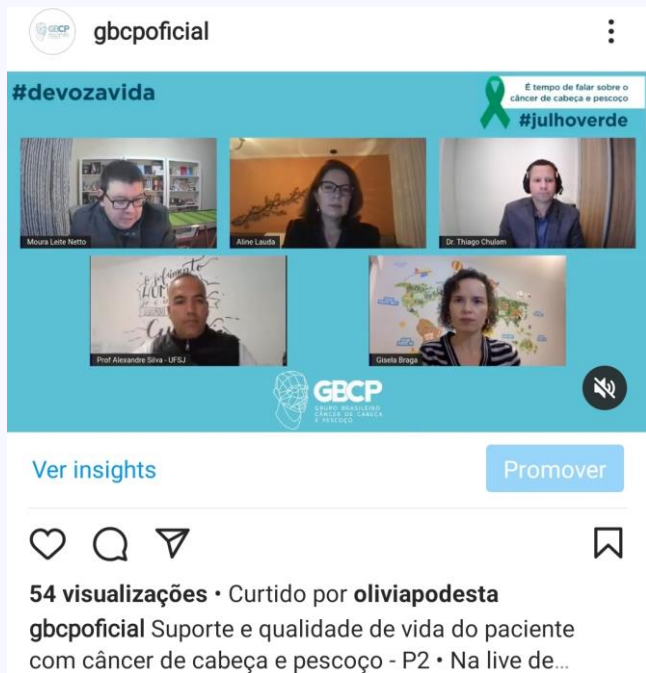 GBCP
gbcpoficial
#devozavida
É tempo de falar sobre o
câncer de cabeça e pescoço
#julhoverde
Moura Leite Netto
Aline Lauda
Dr. Thiago Chulam
Prof Alexandre Silva - UFSJ
Gisela Braga
GBCP
GRUPO BRASILEIRO
CÂNCER DE CABEÇA
E PESCOÇO
Ver insights
Promover
54 visualizações • Curtido por oliviapodesta
gbcpoficial Suporte e qualidade de vida do paciente
com câncer de cabeça e pescoço - P2 • Na live de...